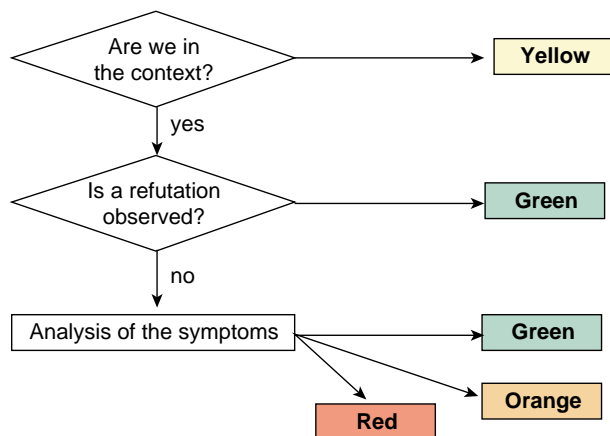 Are we in
the context?
Yellow
yes
Is a refutation
observed?
Green
no
Analysis of the symptoms
Green
Orange
Red